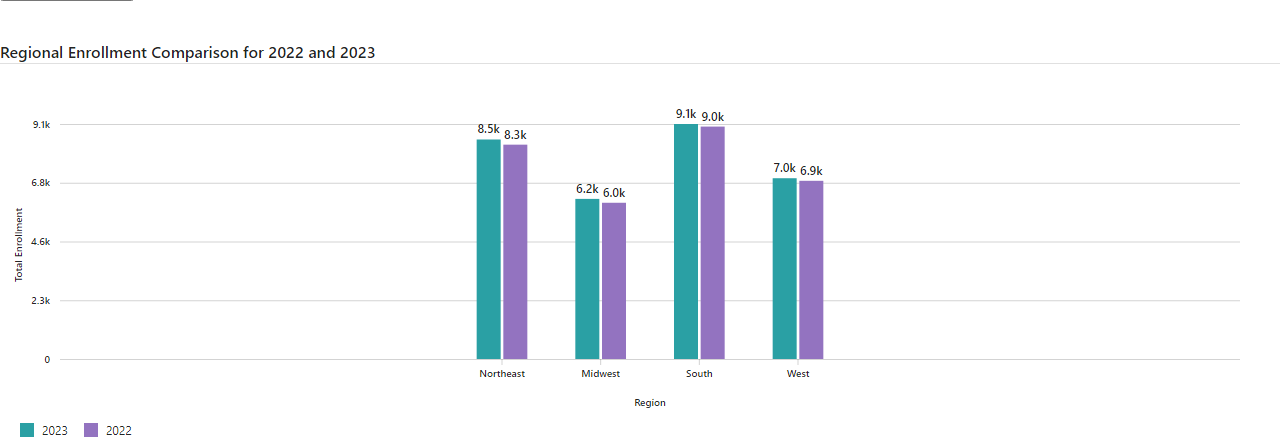 Regional Enrollment Comparison for 2022 and 2023
9.1k
6.8k
4.6k
2.3k
0
Total Enrollment
8.5k 8.3k
6.2k 6.0k
9.1k 9.0k
7.0k 6.9k
Northeast Midwest South West
Region
2023 2022